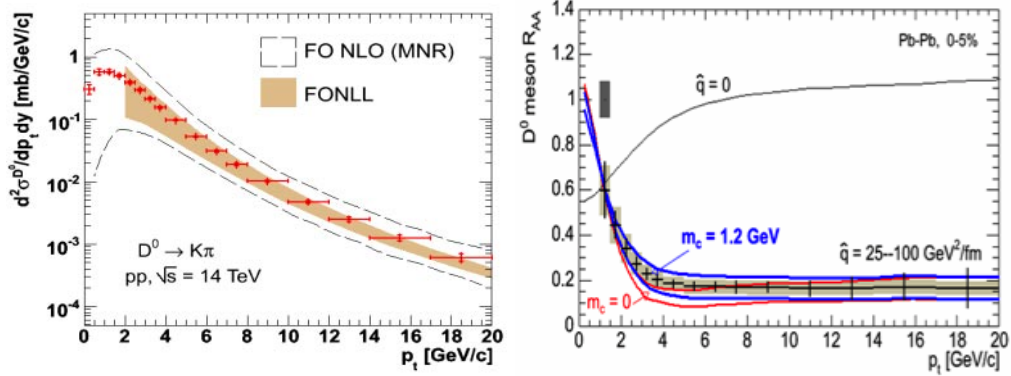 d²σ^D⁰/dp_t dy [mb/GeV/c]
1
10⁻¹
10⁻²
10⁻³
10⁻⁴
FO NLO (MNR)
FONLL
D⁰ → Kπ
pp, √s = 14 TeV
0 2 4 6 8 10 12 14 16 18 20
p_t [GeV/c]
D⁰ meson R_AA
1.4
1.2
1
0.8
0.6
0.4
0.2
0
Pb-Pb, 0-5%
q̂ = 0
m_c = 1.2 GeV
q̂ = 25--100 GeV²/fm
m_c = 0
0 2 4 6 8 10 12 14 16 18 20
p_t [GeV/c]